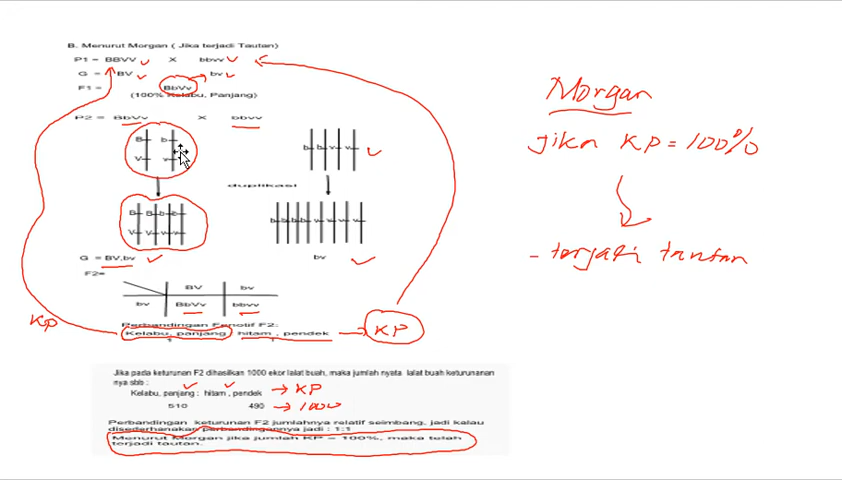 B. Menurut Morgan ( Jika terjadi Tautan)
P1 = BBVV X bbvv
G = BV bv
F1 = BbVv
(100% Kelabu, Panjang)
P2 = BbVv X bbvv
B b
V v
b b v v
duplikasi
B B b b
V V v v
b b b b v v v v
G = BV,bv bv
F2=
BV bv
bv BbVv bbvv
Perbandingan Fenotif F2:
Kelabu, panjang : hitam , pendek → KP
1 1
KP
Jika pada keturunan F2 dihasilkan 1000 ekor lalat buah, maka jumlah nyata lalat buah keturunanan
nya sbb :
Kelabu, panjang : hitam, pendek → KP
510 490 → 1000
Perbandingan keturunan F2 jumlahnya relatif seimbang, jadi kalau
disederhanakan perbandingannya jadi : 1:1
Menurut Morgan jika jumlah KP = 100%, maka telah
terjadi tautan.
Morgan
Jika KP = 100%
- terjadi tautan